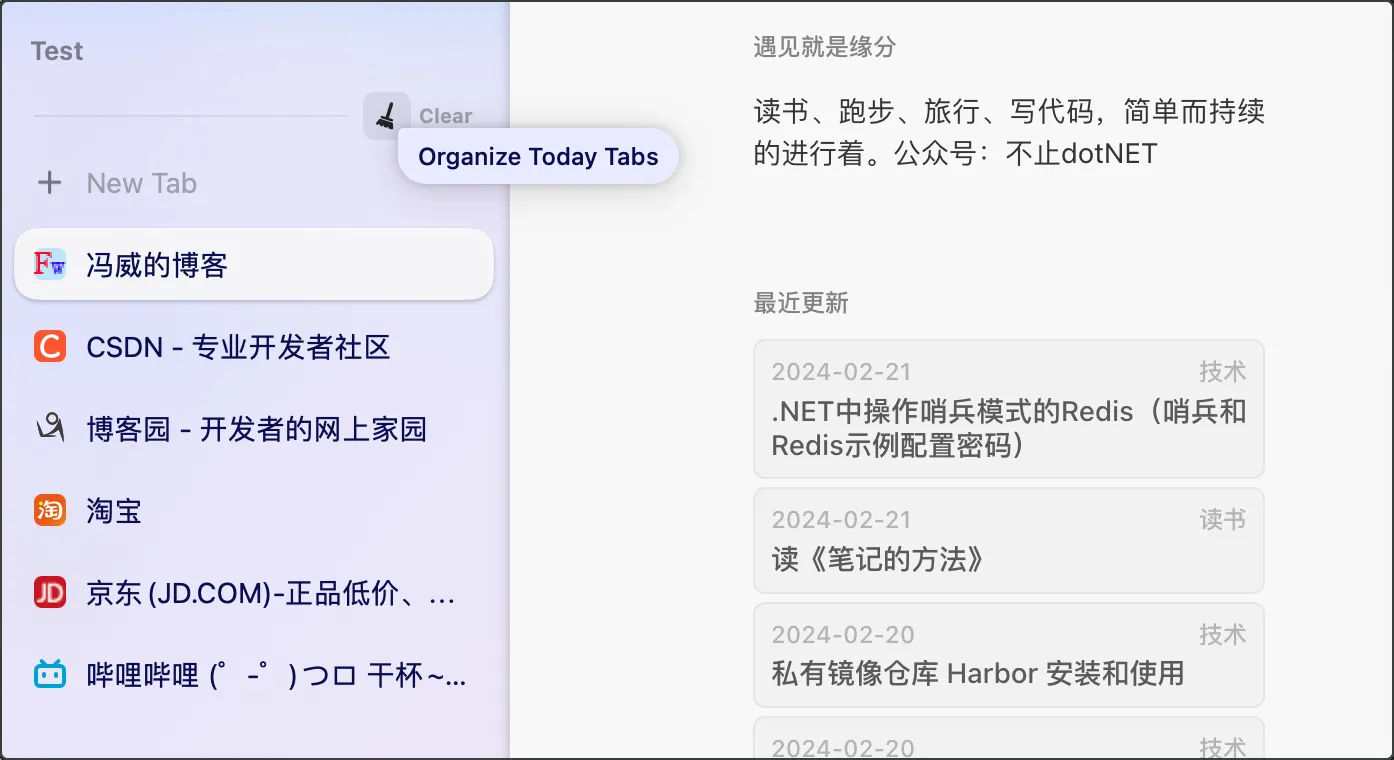 Test
Clear
Organize Today Tabs
New Tab
冯威的博客
CSDN - 专业开发者社区
博客园 - 开发者的网上家园
淘 淘宝
JD 京东(JD.COM)-正品低价、...
哔哩哔哩 (゜-゜)つロ 干杯~...
遇见就是缘分
读书、跑步、旅行、写代码，简单而持续
的进行着。公众号：不止dotNET
最近更新
2024-02-21 技术
.NET中操作哨兵模式的Redis（哨兵和
Redis示例配置密码）
2024-02-21 读书
读《笔记的方法》
2024-02-20 技术
私有镜像仓库 Harbor 安装和使用
2024-02-20 技术